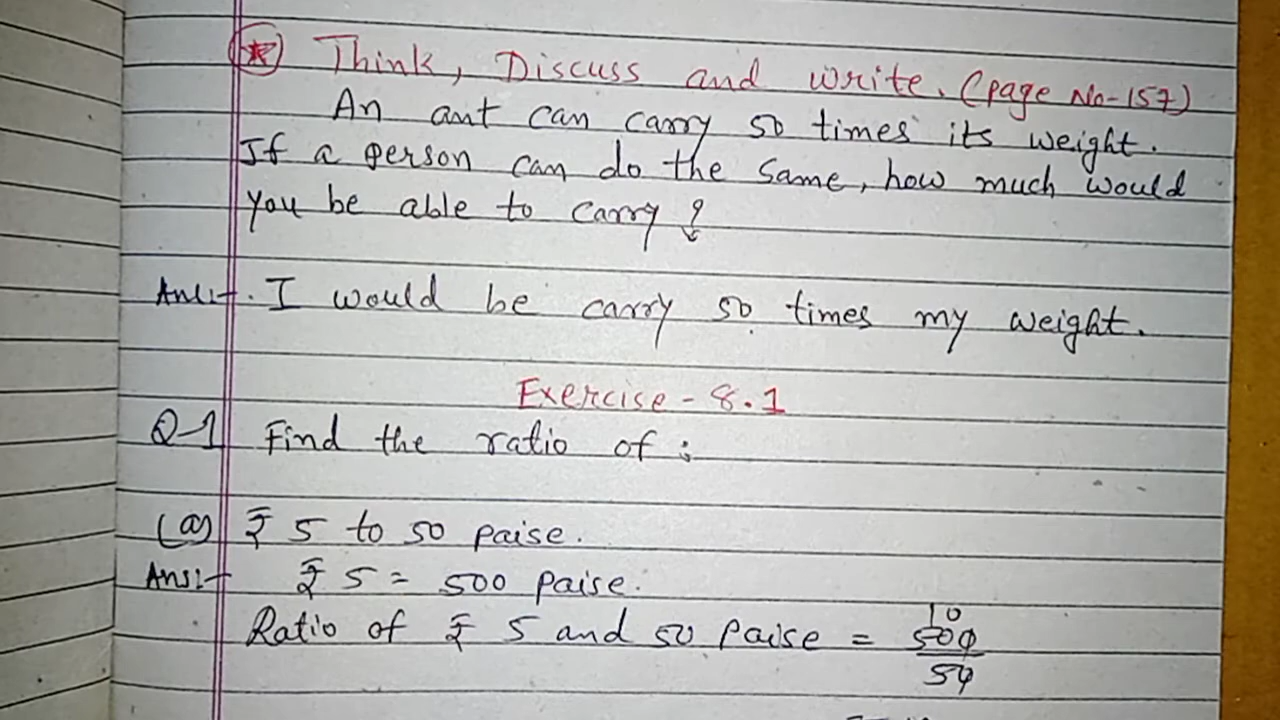 Think, Discuss and write. (page No-157)
An ant can carry 50 times its weight.
If a person can do the same, how much would
you be able to carry ?
Ans:- I would be carry 50 times my weight.
Exercise - 8.1
Q-1 Find the ratio of :
(a) ₹ 5 to 50 paise.
Ans:- ₹ 5 = 500 paise.
10
Ratio of ₹ 5 and 50 Paise = 500
50